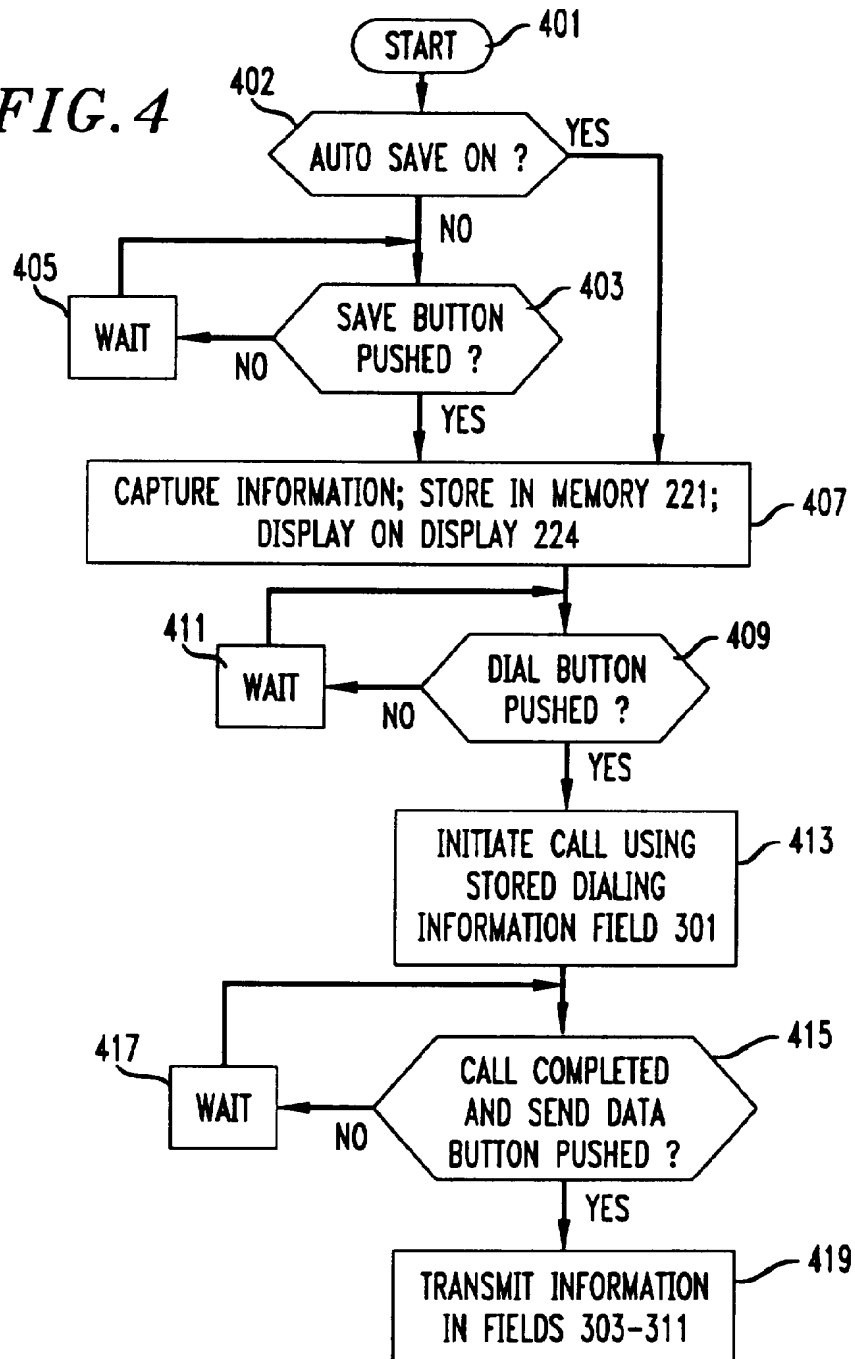 FIG. 4
START
401
402
AUTO SAVE ON ?
YES
NO
405
WAIT
NO
SAVE BUTTON
PUSHED ?
403
YES
CAPTURE INFORMATION; STORE IN MEMORY 221;
DISPLAY ON DISPLAY 224
407
411
WAIT
NO
DIAL BUTTON
PUSHED ?
409
YES
INITIATE CALL USING
STORED DIALING
INFORMATION FIELD 301
413
417
WAIT
NO
CALL COMPLETED
AND SEND DATA
BUTTON PUSHED ?
415
YES
TRANSMIT INFORMATION
IN FIELDS 303-311
419